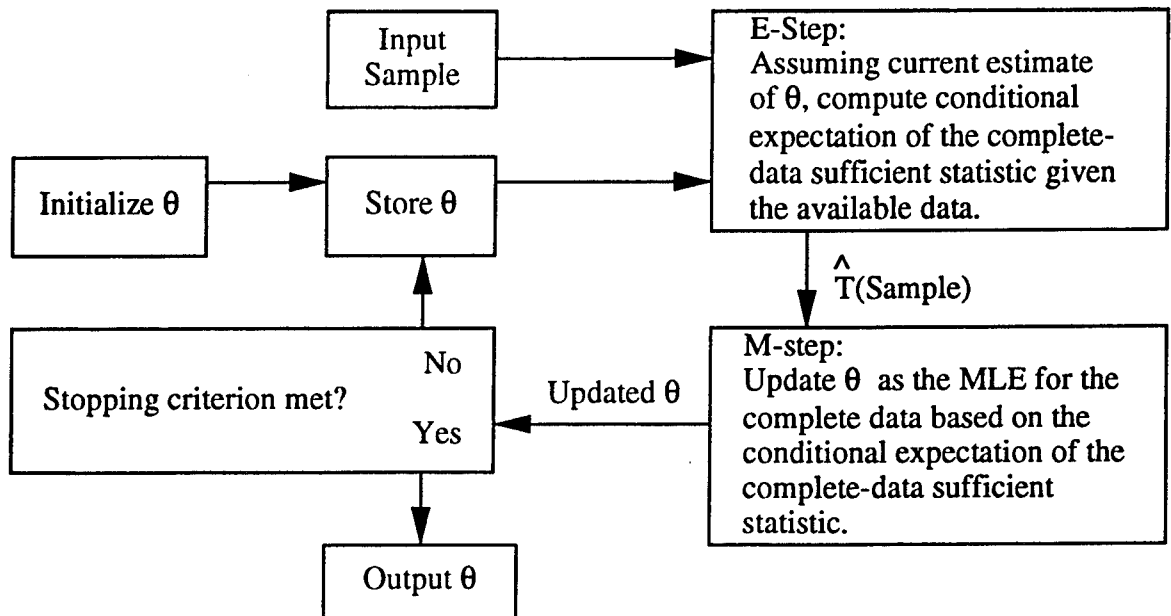 Input
Sample
E-Step:
Assuming current estimate
of θ, compute conditional
expectation of the complete-
data sufficient statistic given
the available data.
Initialize θ
Store θ
T̂(Sample)
Stopping criterion met?
No
Yes
Updated θ
M-step:
Update θ as the MLE for the
complete data based on the
conditional expectation of the
complete-data sufficient
statistic.
Output θ